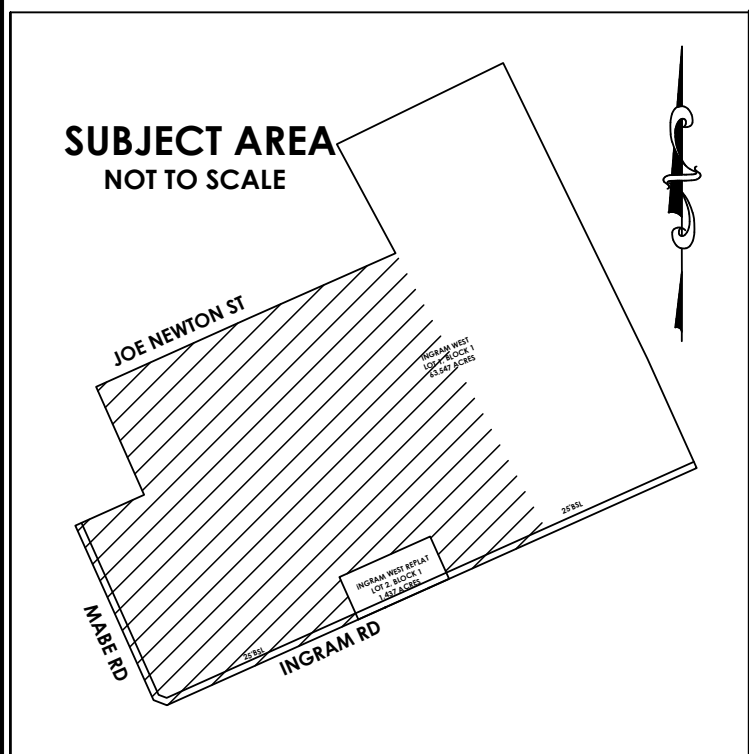 SUBJECT AREA
NOT TO SCALE
JOE NEWTON ST
INGRAM WEST
LOT 1, BLOCK 1
63.547 ACRES
25'BSL
INGRAM WEST REPLAT
LOT 2, BLOCK 1
1.437 ACRES
MABE RD
25'BSL
INGRAM RD